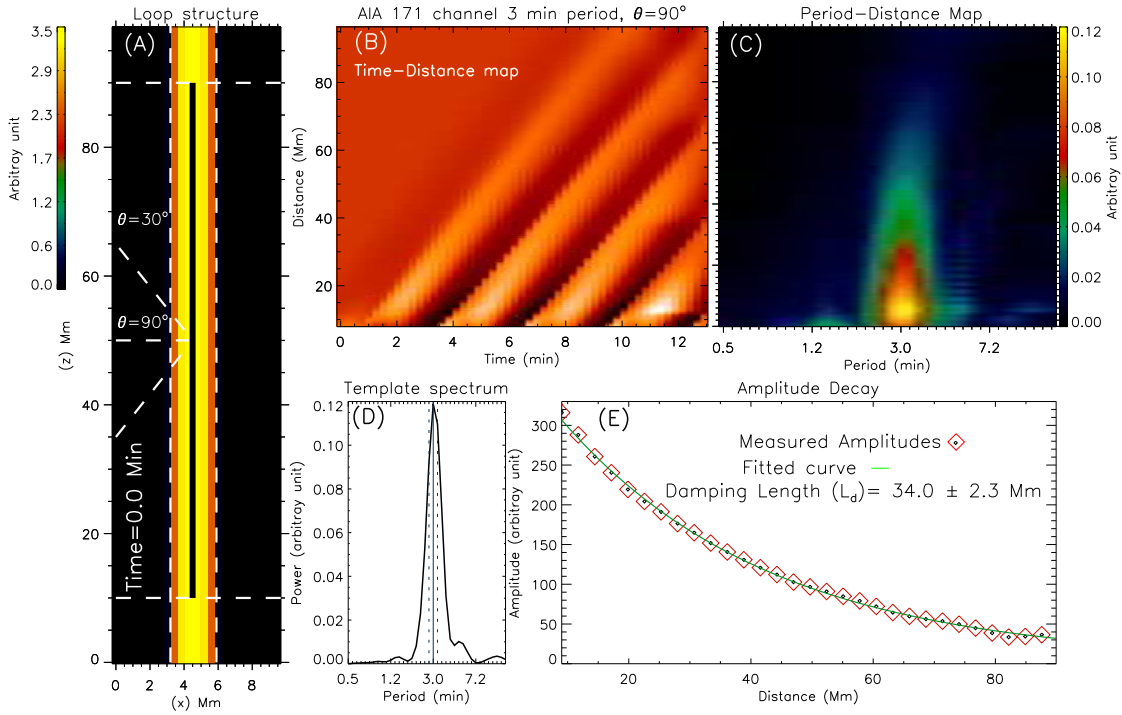 Loop structure
(A)
3.5
2.9
2.3
1.7
1.2
0.6
0.0
Arbitray unit
80
60
40
20
0
(z) Mm
θ=30°
θ=90°
Time=0.0 Min
0 2 4 6 8
(x) Mm
AIA 171 channel 3 min period, θ=90°
(B)
Time−Distance map
80
60
40
20
Distance (Mm)
0 2 4 6 8 10 12
Time (min)
Period−Distance Map
(C)
0.5 1.2 3.0 7.2
Period (min)
0.12
0.10
0.08
0.06
0.04
0.02
0.00
Arbitray unit
Template spectrum
(D)
0.12
0.10
0.08
0.06
0.04
0.02
0.00
Power (arbitray unit)
0.5 1.2 3.0 7.2
Period (min)
Amplitude Decay
(E)
Measured Amplitudes
Fitted curve
Damping Length (Ld)= 34.0 ± 2.3 Mm
300
250
200
150
100
50
0
Amplitude (arbitray unit)
20 40 60 80
Distance (Mm)